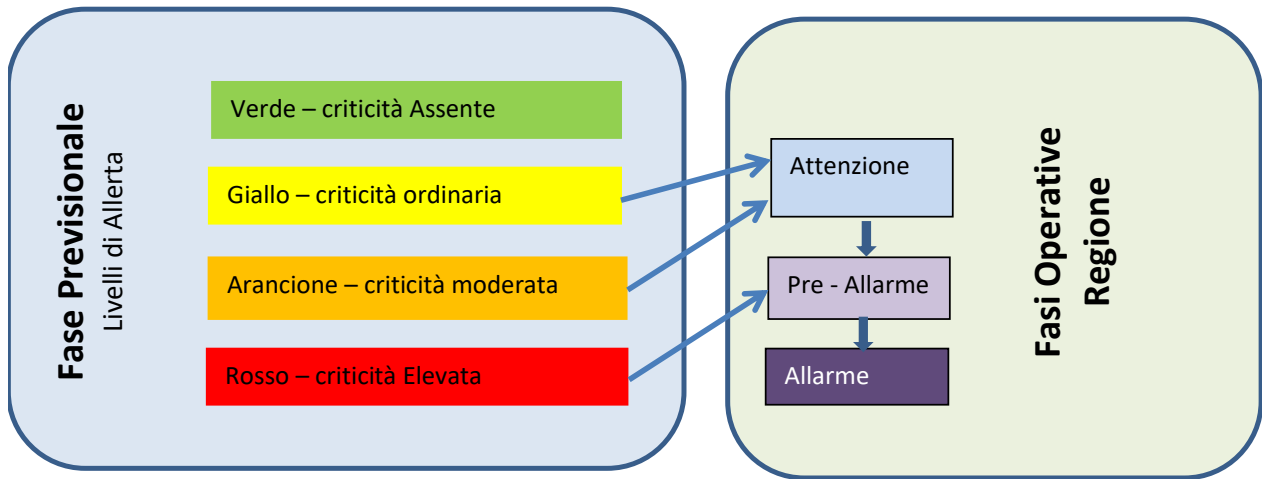 Fase Previsionale
Livelli di Allerta
Verde – criticità Assente
Giallo – criticità ordinaria
Arancione – criticità moderata
Rosso – criticità Elevata
Attenzione
Pre - Allarme
Allarme
Fasi Operative
Regione